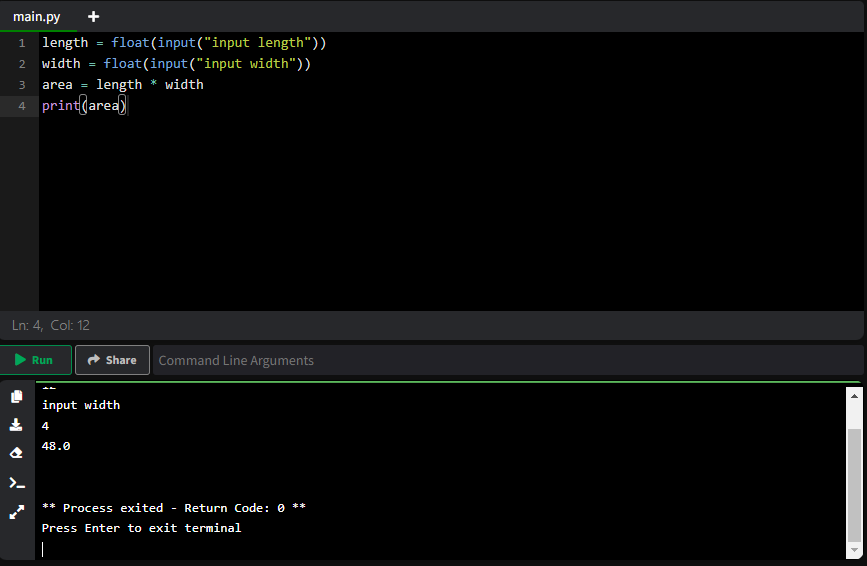 main.py +
1 length = float(input("input length"))
2 width = float(input("input width"))
3 area = length * width
4 print(area)
Ln: 4, Col: 12
Run Share Command Line Arguments
12
input width
4
48.0
** Process exited - Return Code: 0 **
Press Enter to exit terminal